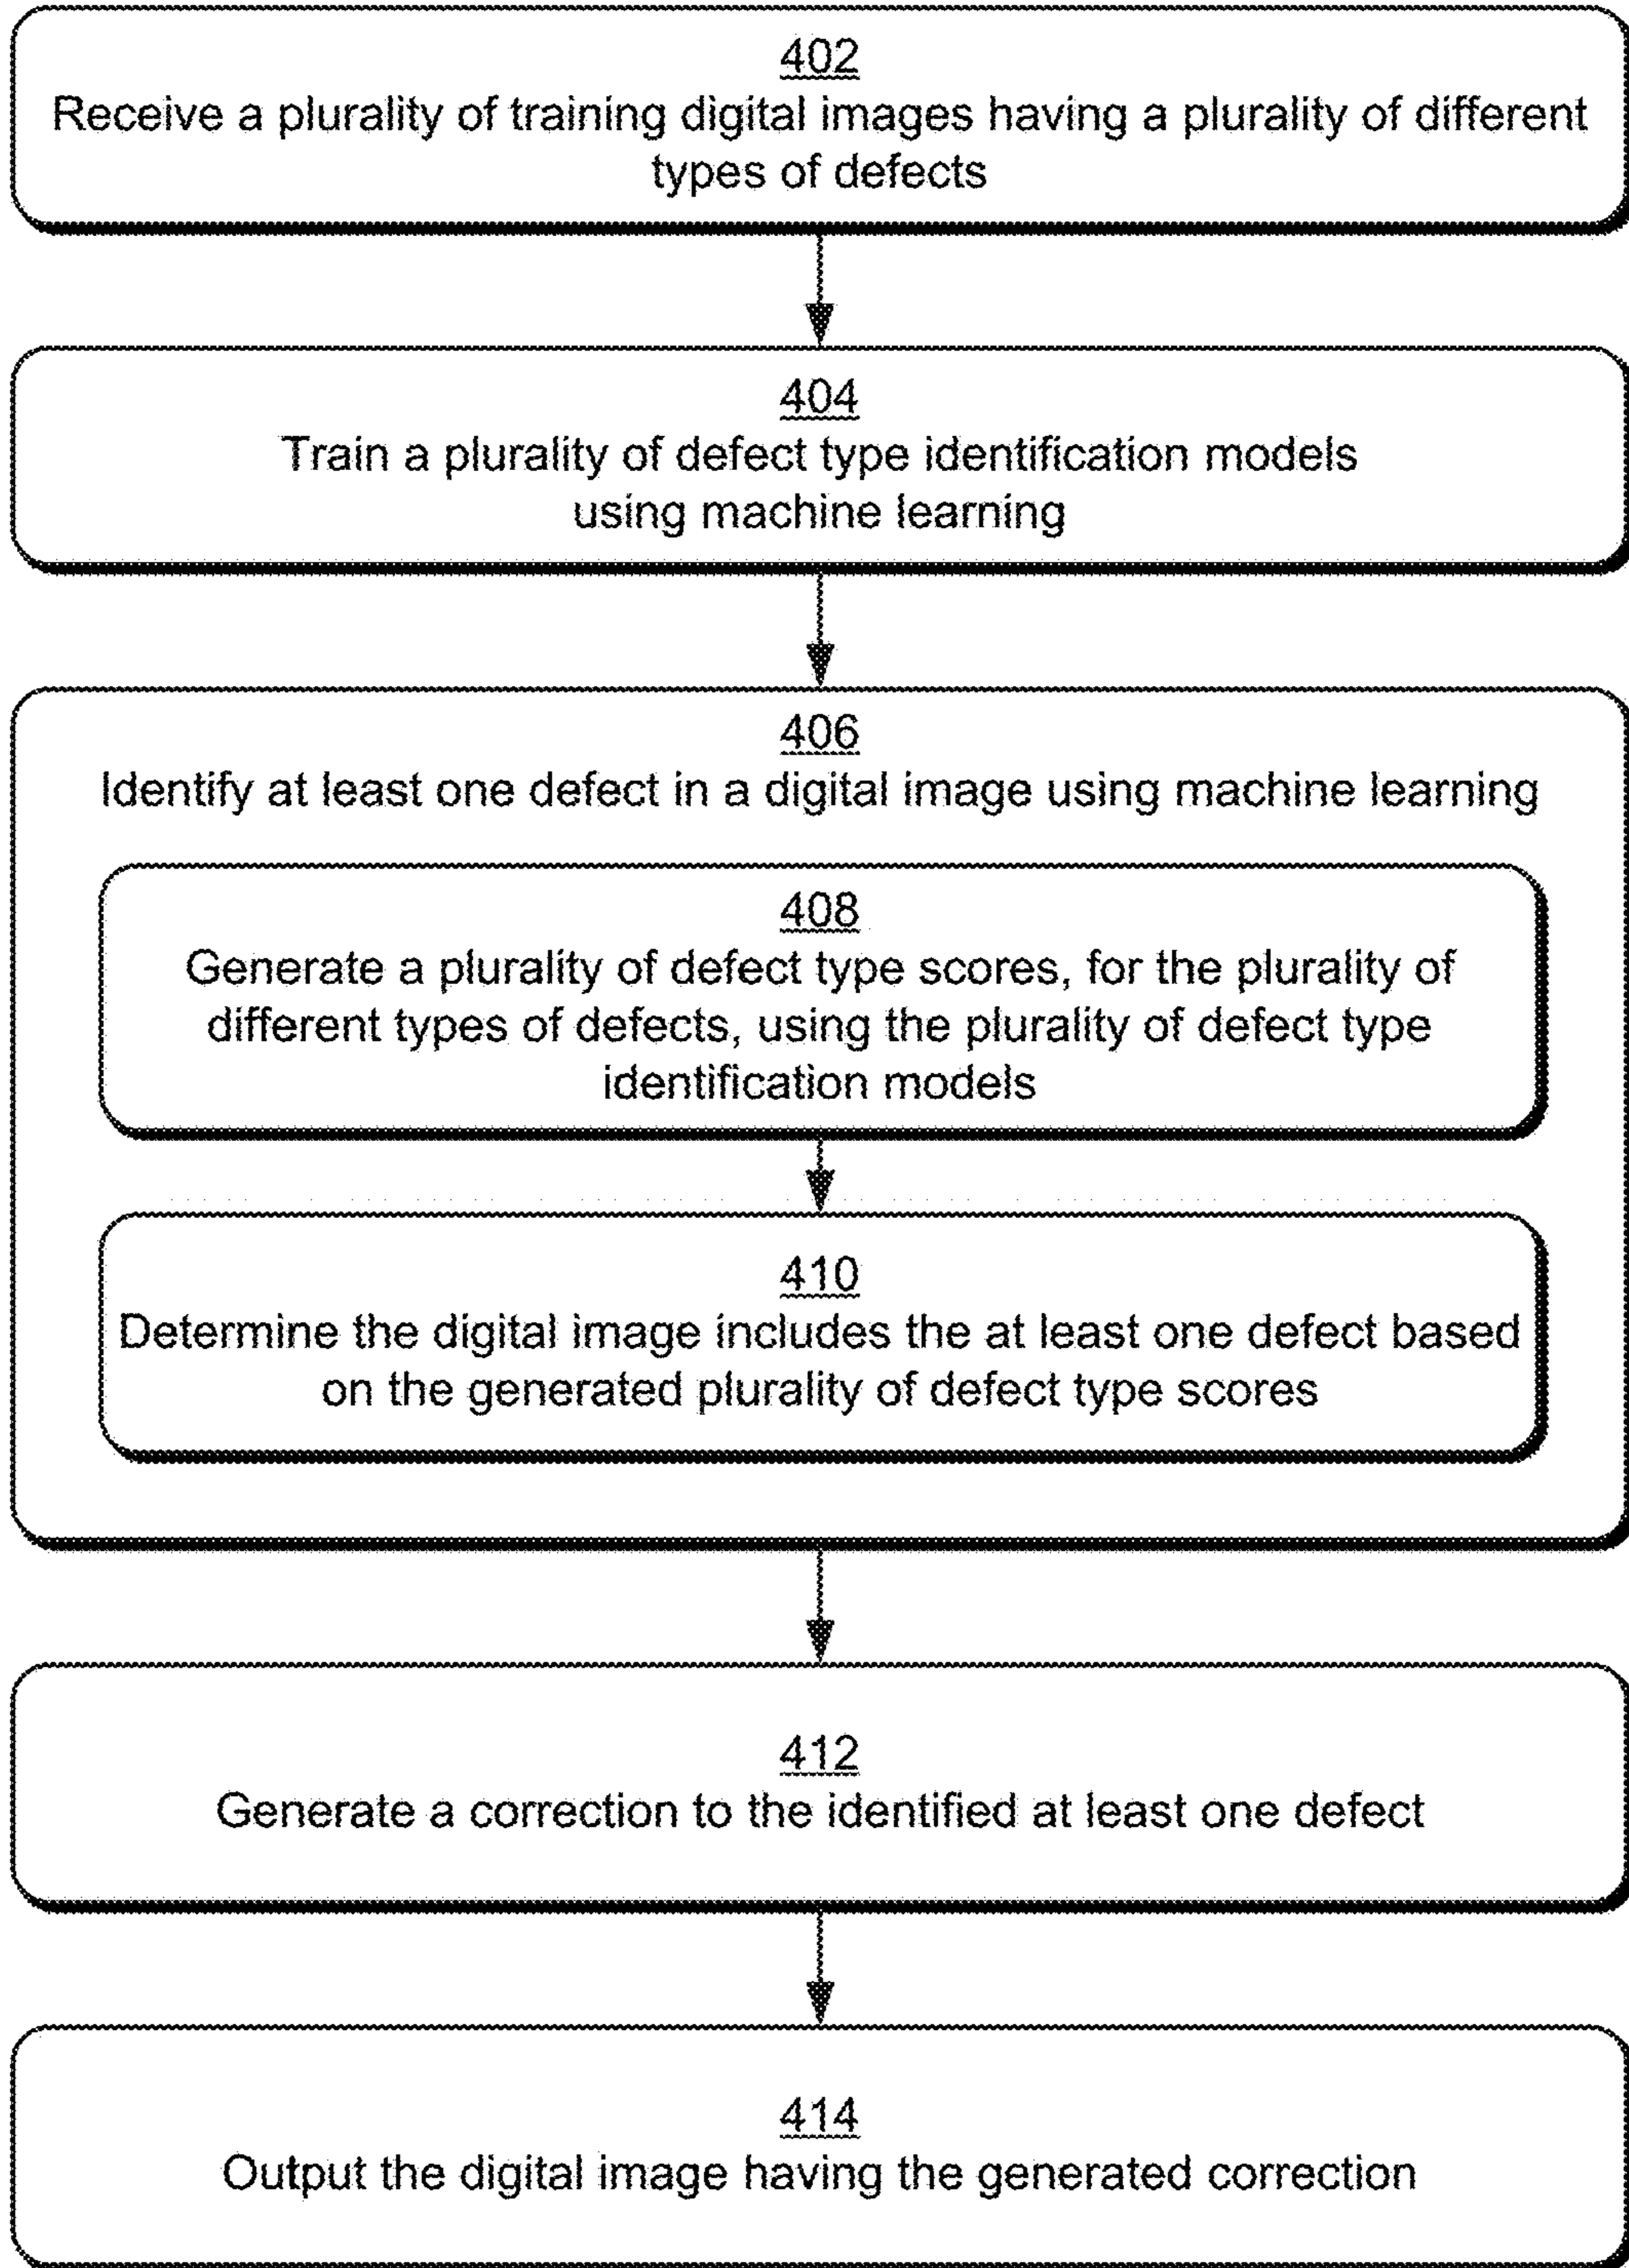 402
Receive a plurality of training digital images having a plurality of different
types of defects
404
Train a plurality of defect type identification models
using machine learning
406
Identify at least one defect in a digital image using machine learning
408
Generate a plurality of defect type scores, for the plurality of
different types of defects, using the plurality of defect type
identification models
410
Determine the digital image includes the at least one defect based
on the generated plurality of defect type scores
412
Generate a correction to the identified at least one defect
414
Output the digital image having the generated correction